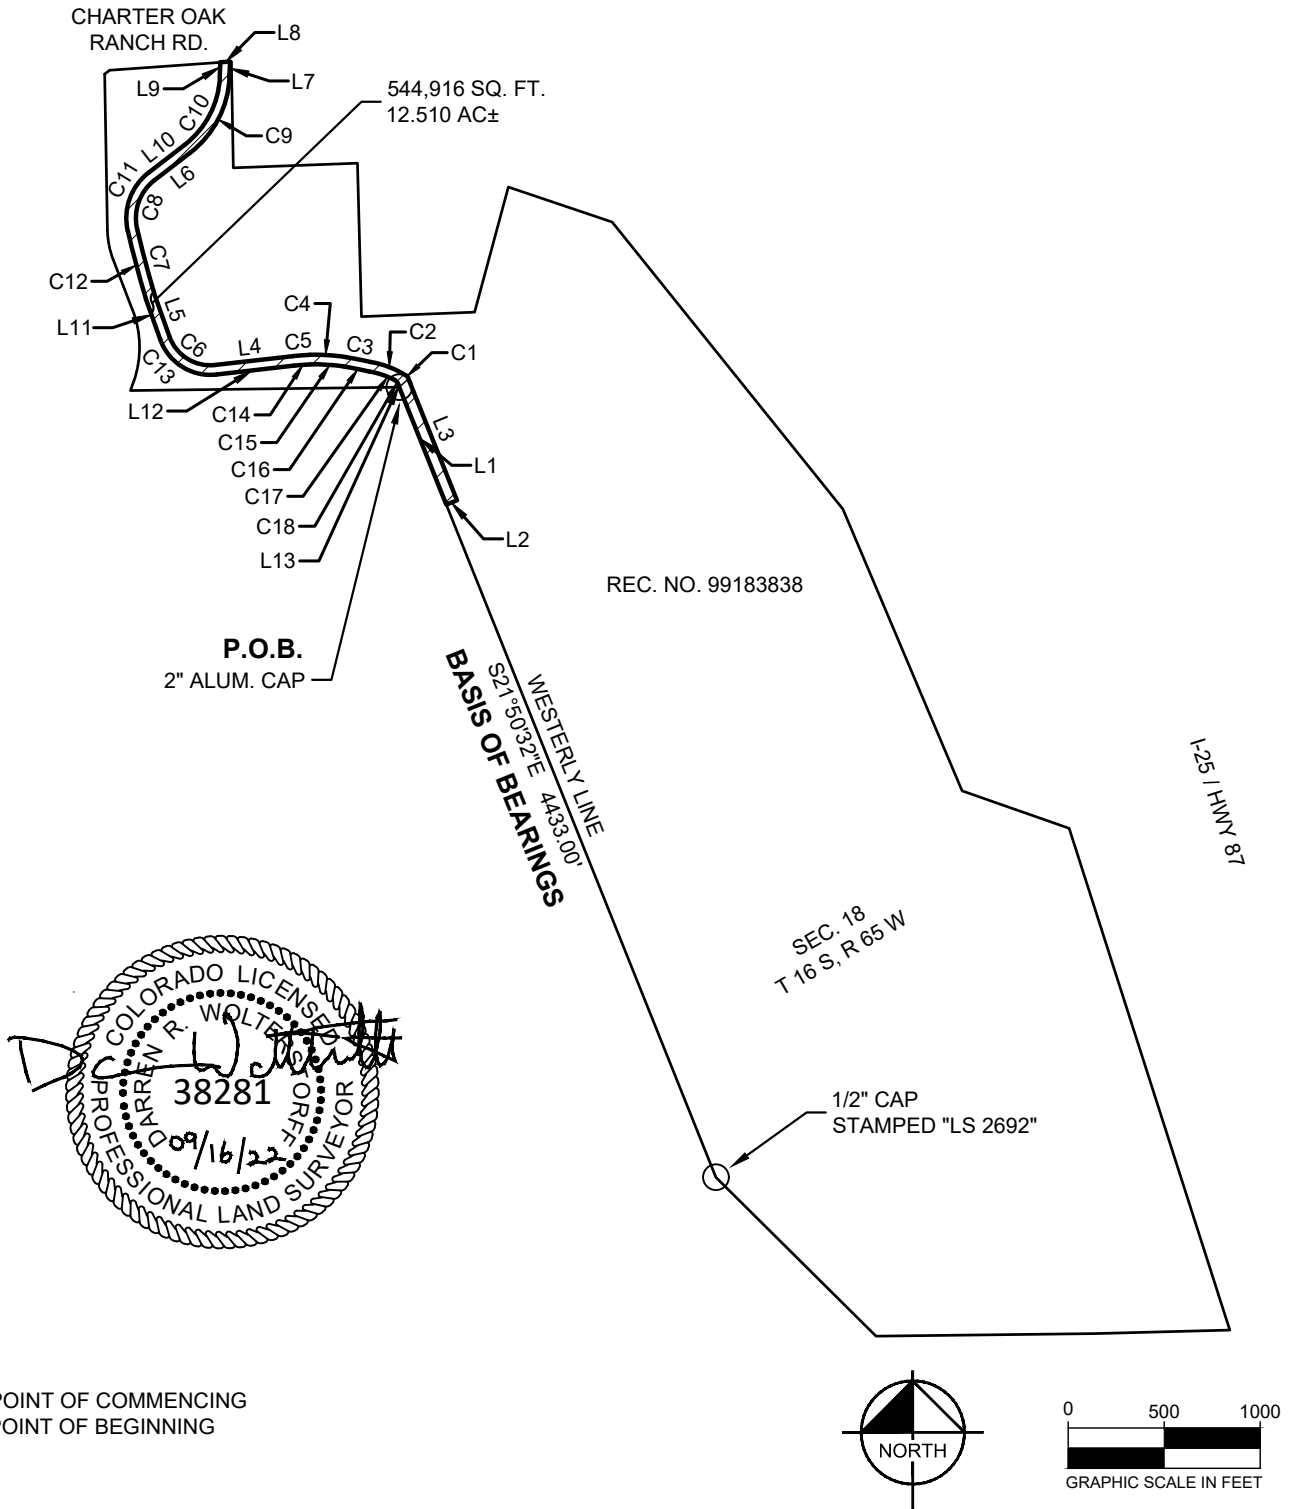 CHARTER OAK
RANCH RD.
L8
L9
L7
544,916 SQ. FT.
12.510 AC±
C10
C9
L10
L6
C11
C8
C7
C12
L5
L11
C6
C13
L4
C5
C4
C3
C2
C1
L12
C14
C15
C16
C17
C18
L13
L3
L1
L2
REC. NO. 99183838
P.O.B.
2" ALUM. CAP
WESTERLY LINE
S21°50'32"E 4433.00'
BASIS OF BEARINGS
I-25 / HWY 87
SEC. 18
T 16 S, R 65 W
COLORADO LICENSED
DARREN R. WOLTERSTORFF
38281
09/16/22
PROFESSIONAL LAND SURVEYOR
1/2" CAP
STAMPED "LS 2692"
POINT OF COMMENCING
POINT OF BEGINNING
NORTH
0 500 1000
GRAPHIC SCALE IN FEET